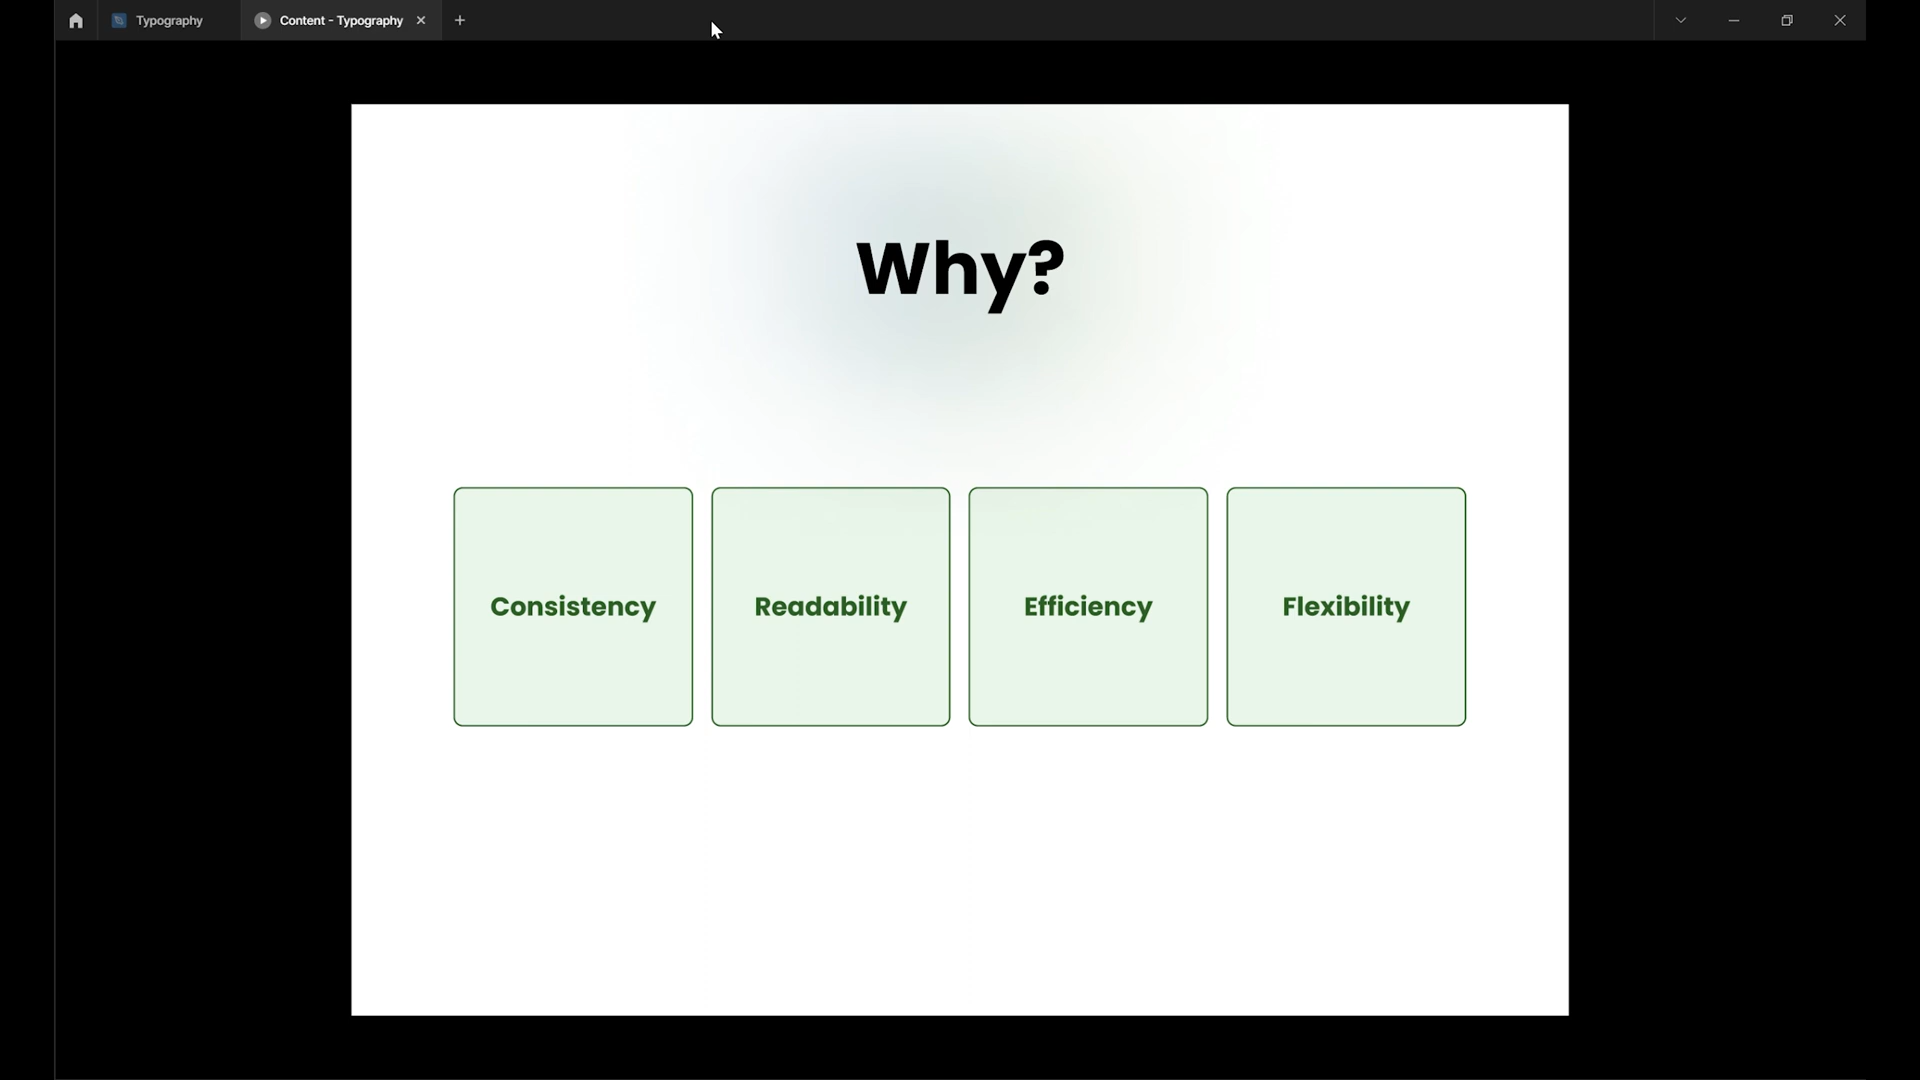 Typography
Content - Typography
Why?
Consistency
Readability
Efficiency
Flexibility